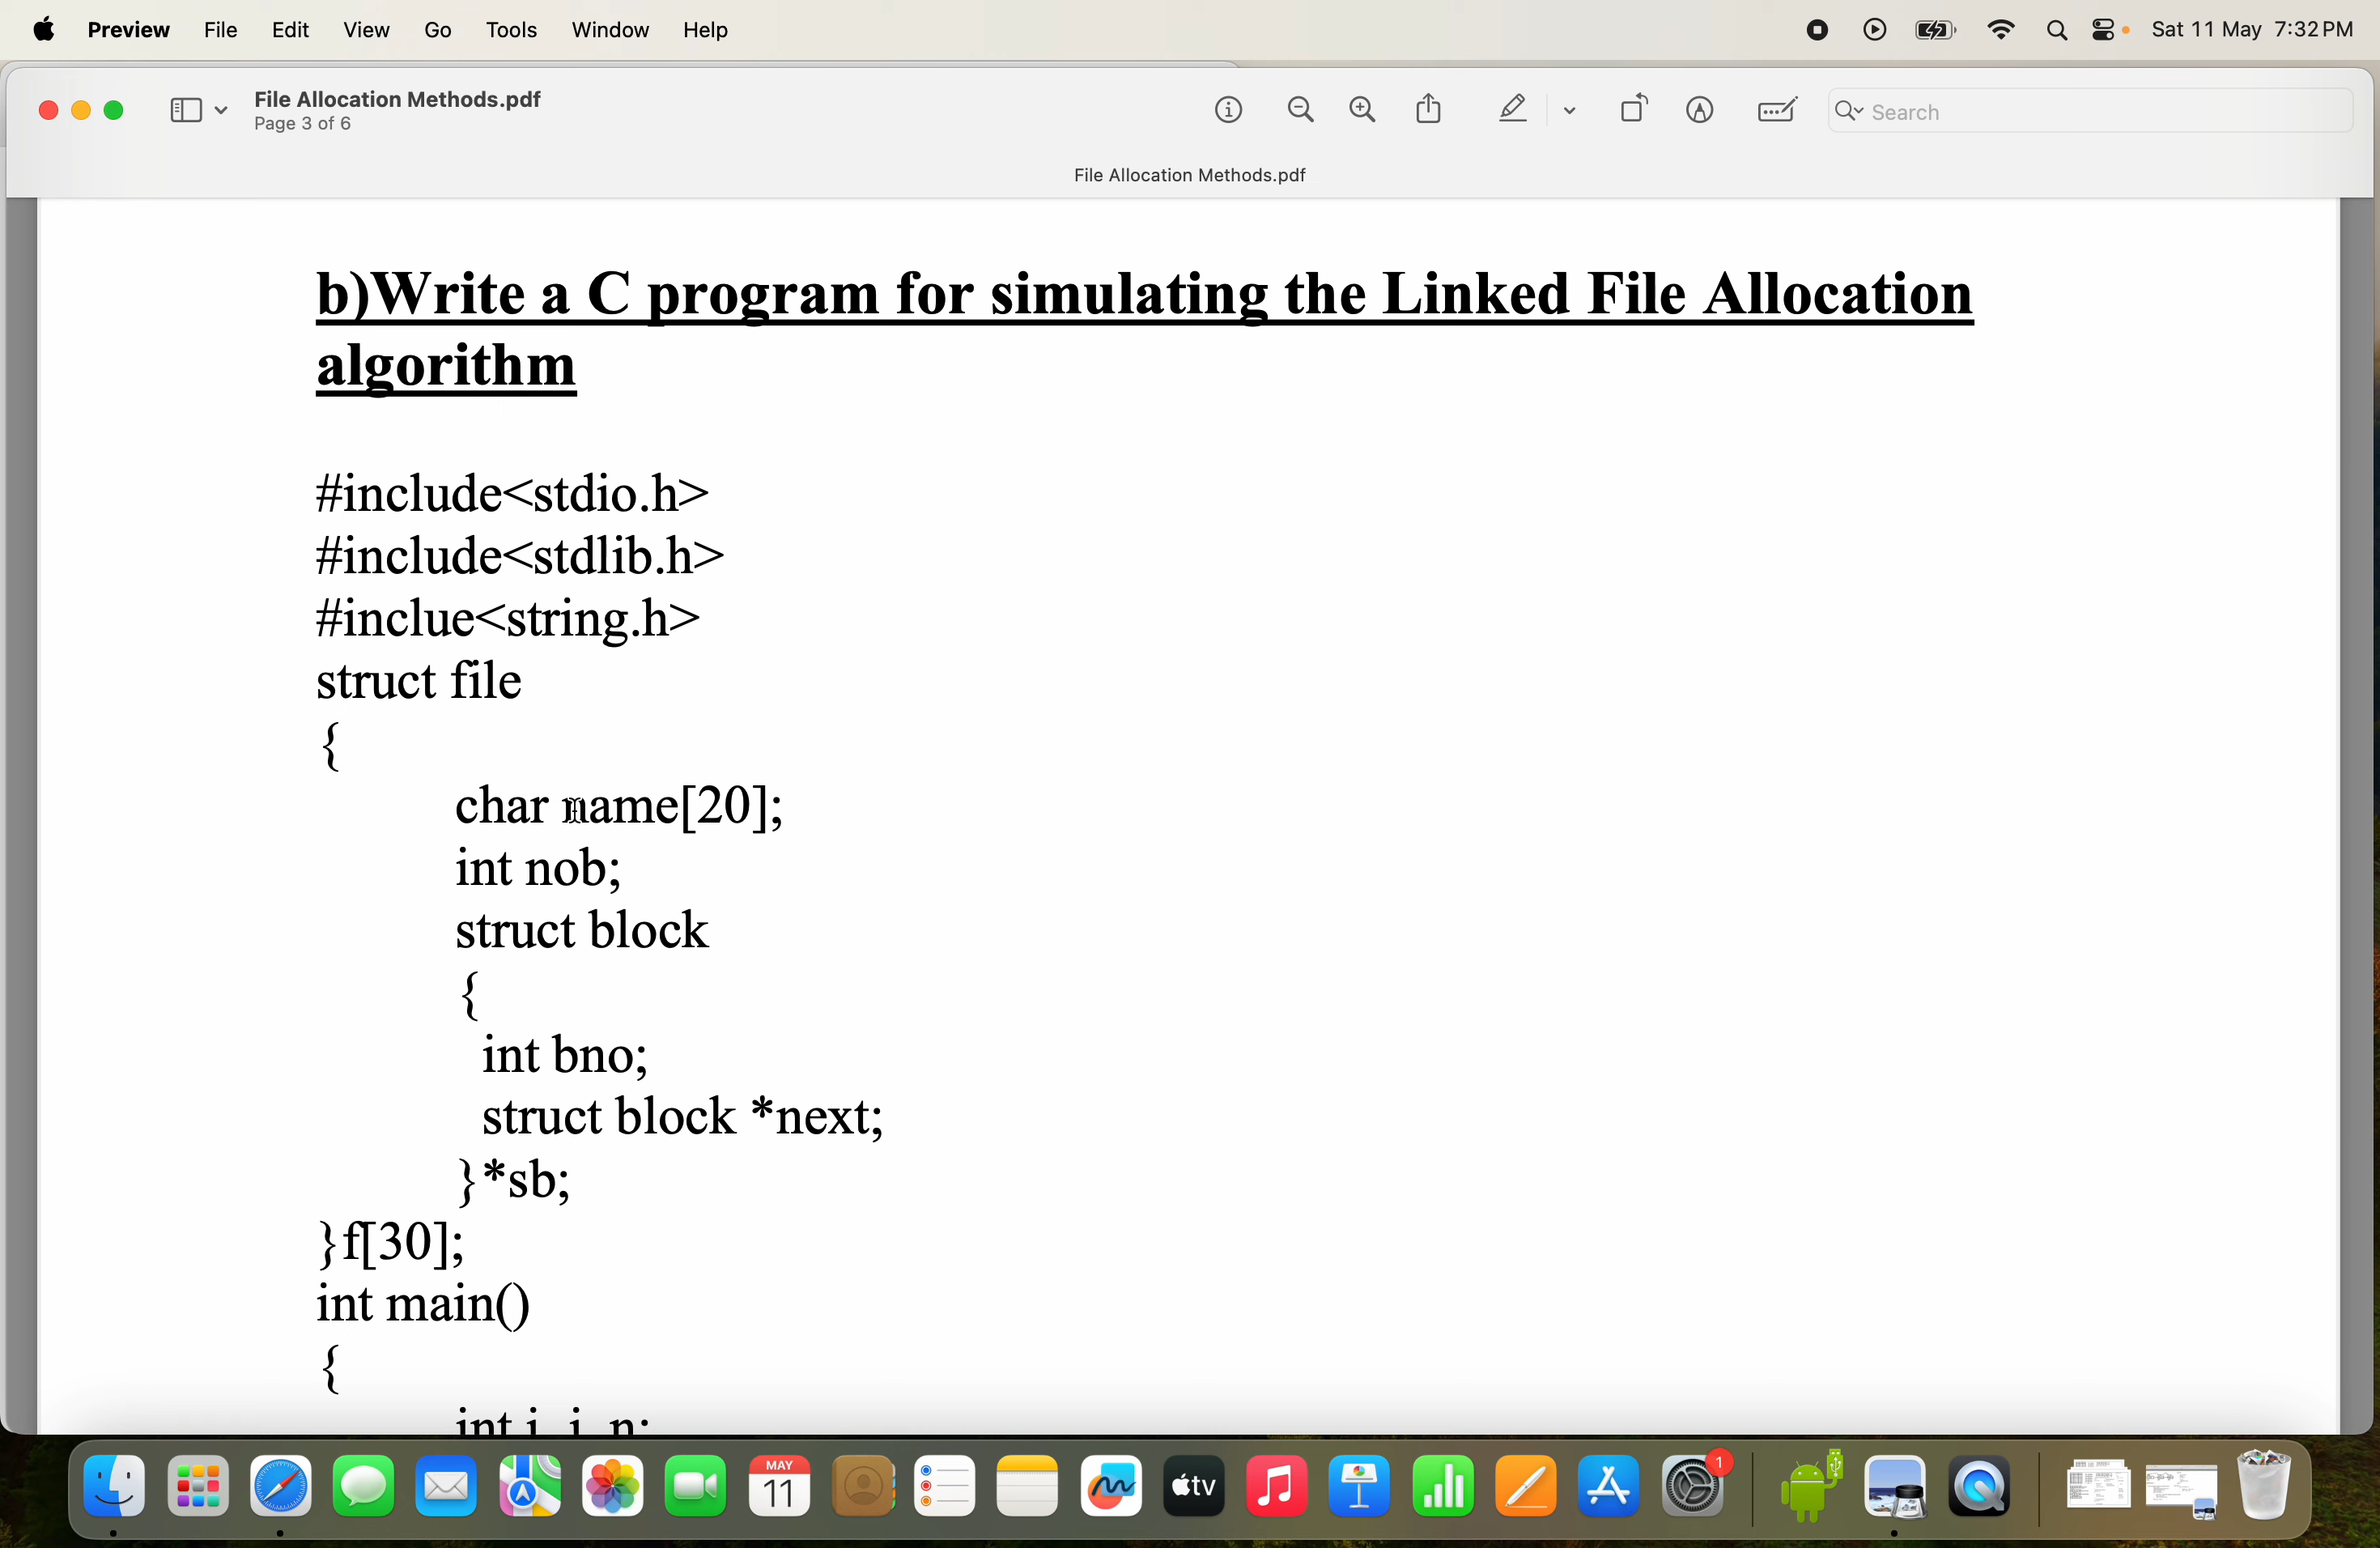 Preview File Edit View Go Tools Window Help Sat 11 May 7:32 PM
File Allocation Methods.pdf
Page 3 of 6
Search
File Allocation Methods.pdf
b)Write a C program for simulating the Linked File Allocation
algorithm
#include<stdio.h>
#include<stdlib.h>
#inclue<string.h>
struct file
{
char name[20];
int nob;
struct block
{
int bno;
struct block *next;
}*sb;
}f[30];
int main()
{
int i, j, n;
MAY
11
tv
1